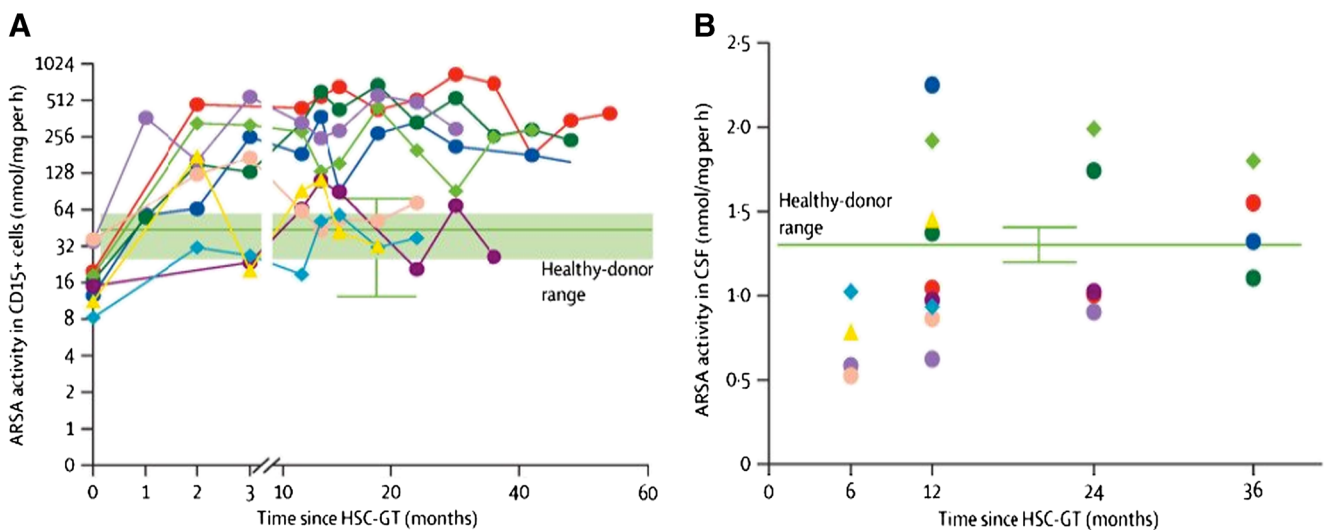 A
ARSA activity in CD15+ cells (nmol/mg per h)
1024
512
256
128
64
32
16
8
4
2
1
0
0 1 2 3 10 20 40 60
Time since HSC-GT (months)
Healthy-donor
range
B
ARSA activity in CSF (nmol/mg per h)
2·5
2·0
1·5
1·0
0·5
0
0 6 12 24 36
Time since HSC-GT (months)
Healthy-donor
range